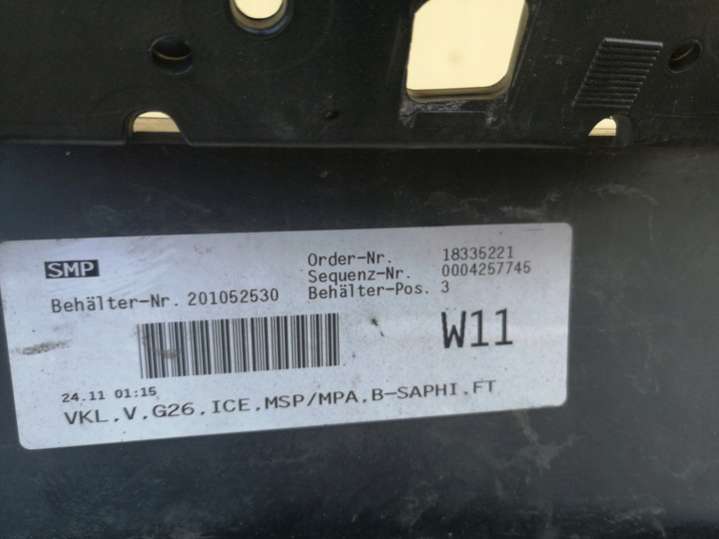 SMP
Order-Nr. 18335221
Sequenz-Nr. 0004257745
Behälter-Nr. 201052530 Behälter-Pos. 3
W11
24.11 01:15
VKL.V.G26.ICE.MSP/MPA.B-SAPHI.FT